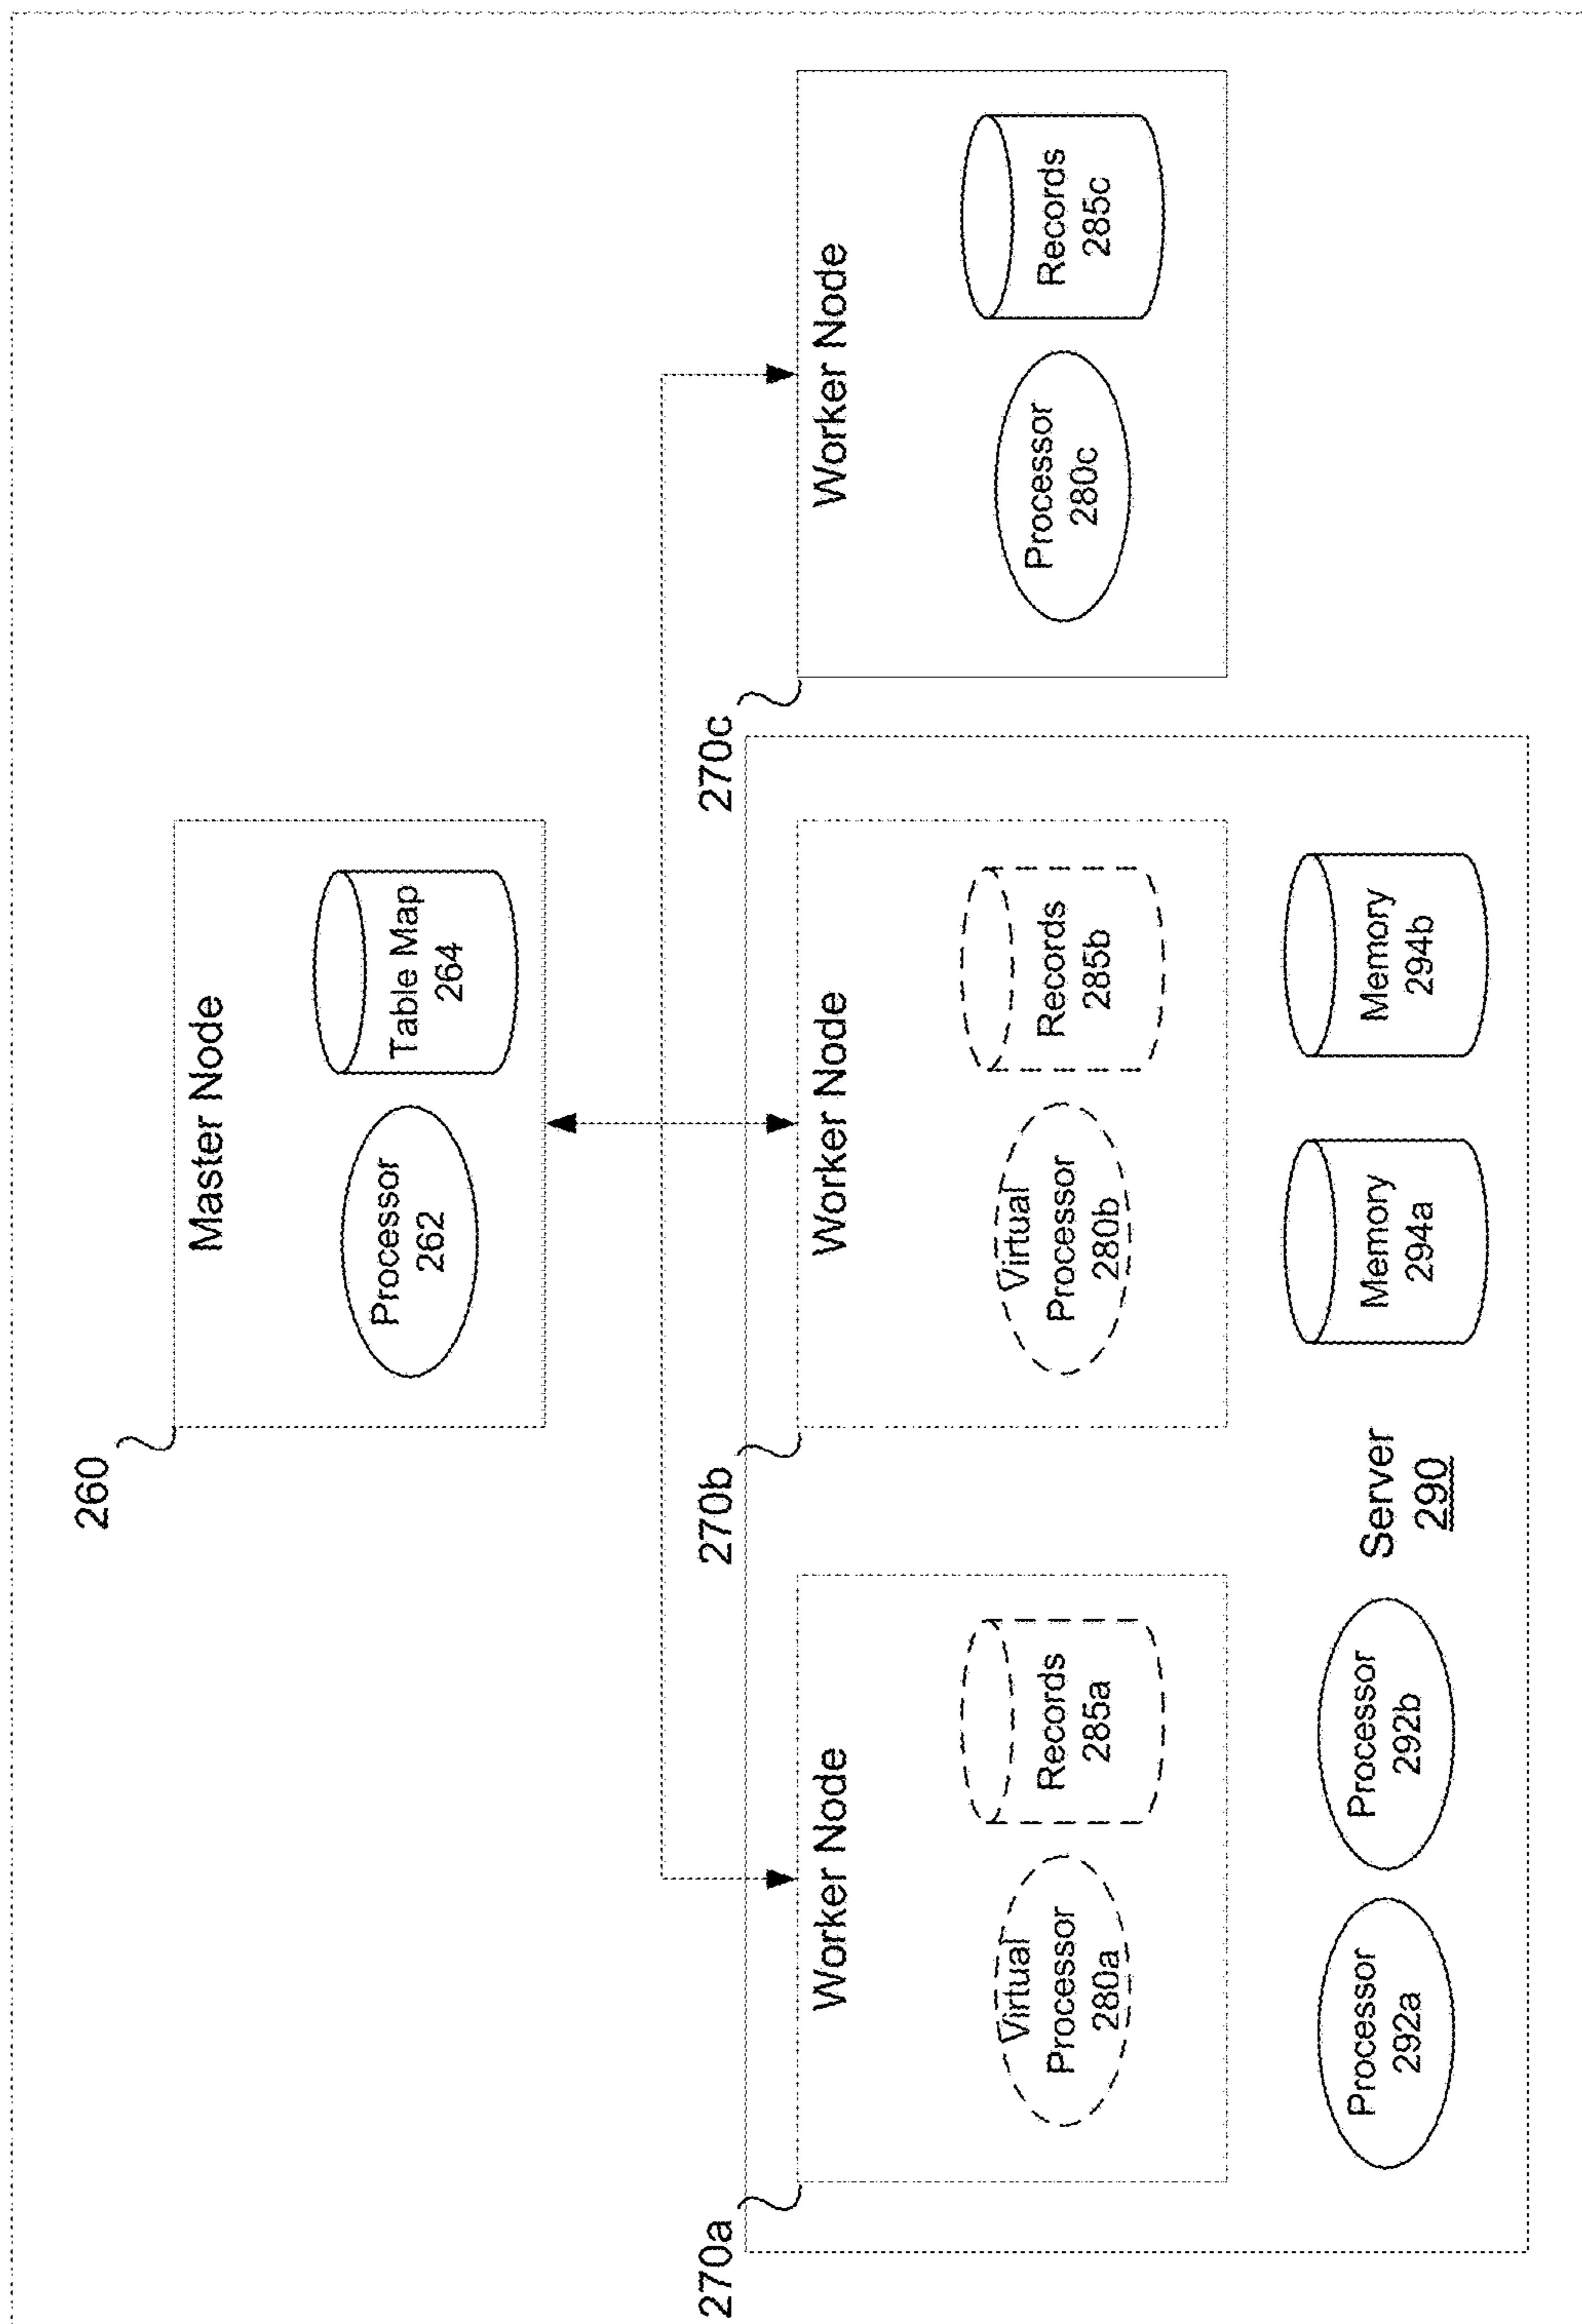 260
Master Node
Processor
262
Table Map
264
270a
Worker Node
Virtual
Processor
280a
Records
285a
270b
Worker Node
Virtual
Processor
280b
Records
285b
270c
Worker Node
Processor
280c
Records
285c
Processor
292a
Processor
292b
Server
290
Memory
294a
Memory
294b